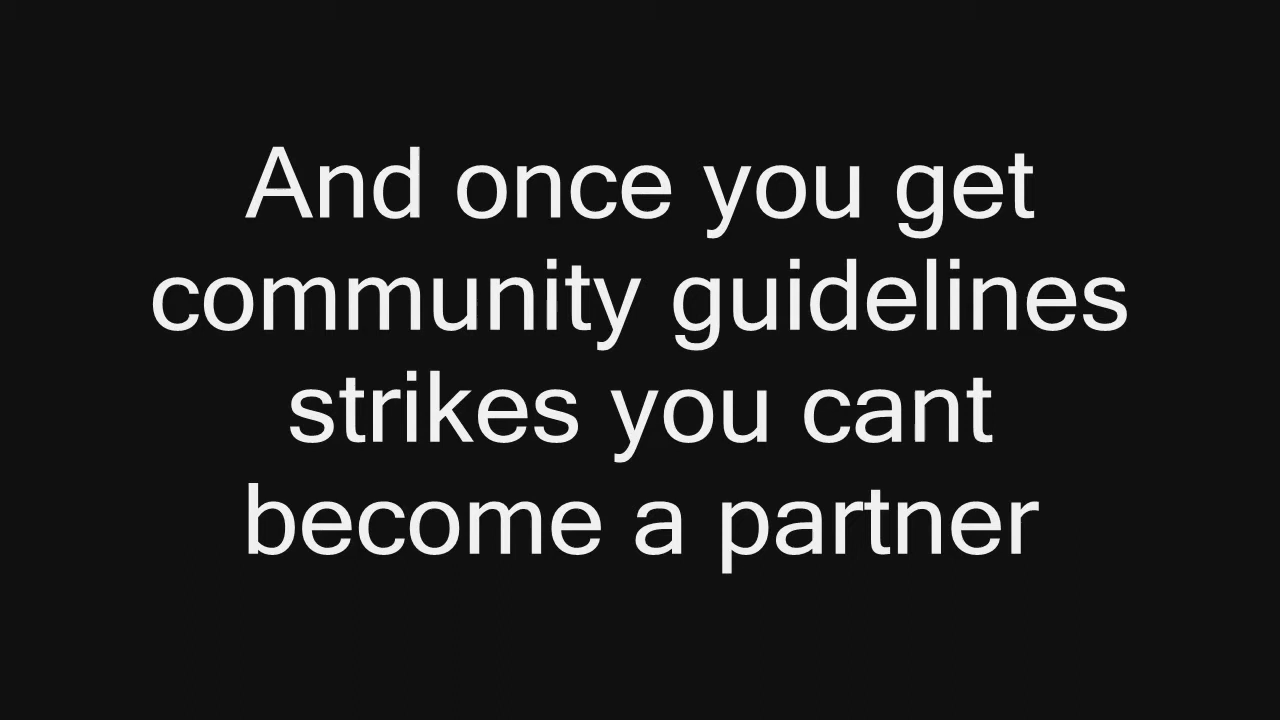 And once you get
community guidelines
strikes you cant
become a partner